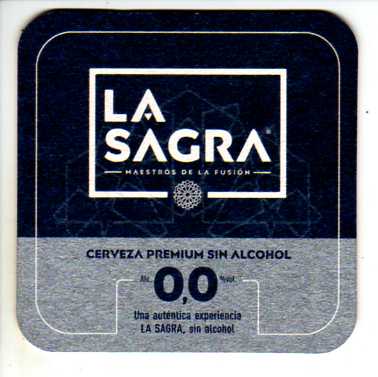 LA
SAGRA®
MAESTROS DE LA FUSIÓN
CERVEZA PREMIUM SIN ALCOHOL
Alc. 0,0 %vol.
Una auténtica experiencia
LA SAGRA, sin alcohol